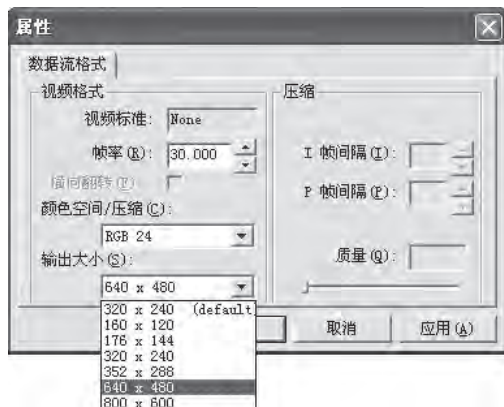 属性
数据流格式
视频格式
视频标准: None
帧率(R): 30.000
横向翻转(F)
颜色空间/压缩(C):
RGB 24
输出大小(S):
640 x 480
320 x 240 (default)
160 x 120
176 x 144
320 x 240
352 x 288
640 x 480
800 x 600
压缩
I 帧间隔(I):
P 帧间隔(P):
质量(Q):
取消
应用(A)